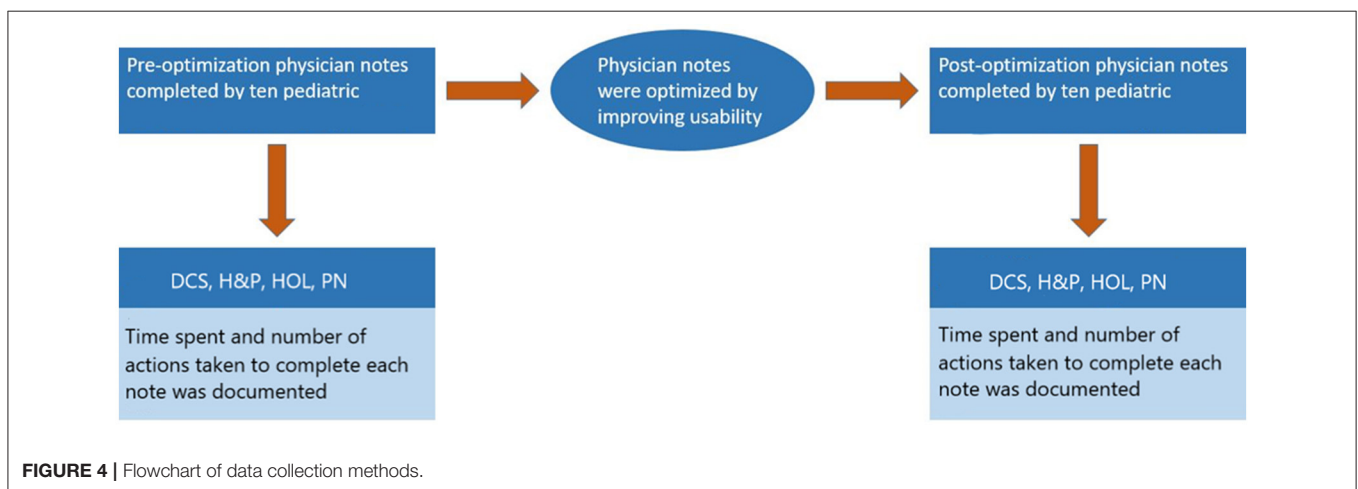 Pre-optimization physician notes
completed by ten pediatric
Physician notes
were optimized by
improving usability
Post-optimization physician notes
completed by ten pediatric
DCS, H&P, HOL, PN
Time spent and number of
actions taken to complete each
note was documented
DCS, H&P, HOL, PN
Time spent and number of
actions taken to complete each
note was documented
FIGURE 4 | Flowchart of data collection methods.